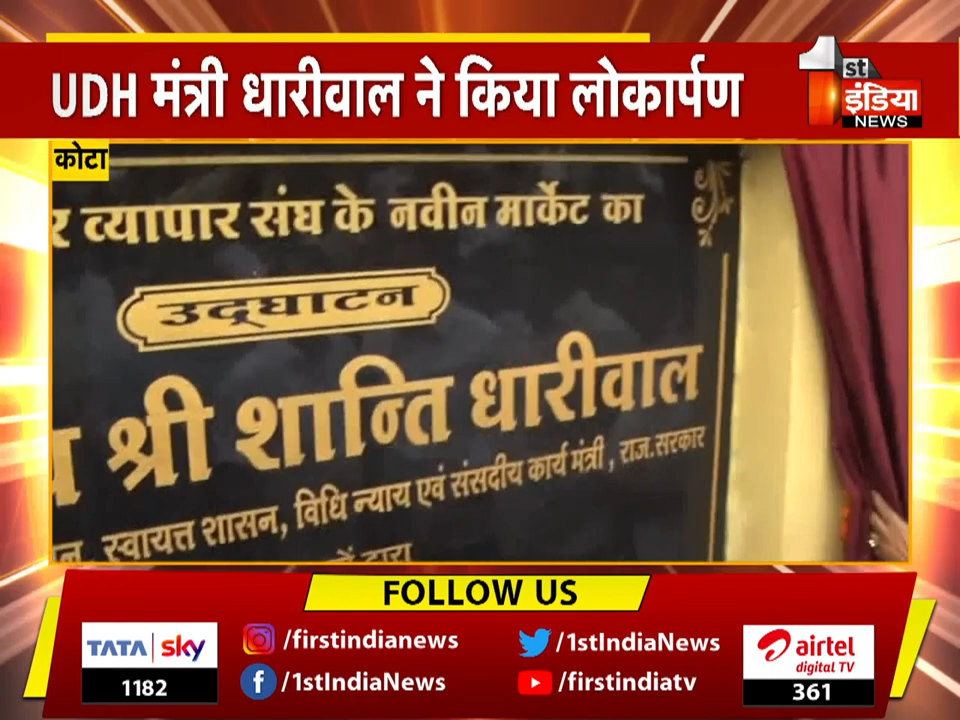 UDH मंत्री धारीवाल ने किया लोकार्पण
1st
इंडिया
NEWS
कोटा
व्यापार संघ के नवीन मार्केट का
उद्घाटन
श्री शान्ति धारीवाल
स्वायत्त शासन, विधि न्याय एवं संसदीय कार्य मंत्री, राज.सरकार
FOLLOW US
TATA sky
1182
/firstindianews
/1stIndiaNews
/1stIndiaNews
/firstindiatv
airtel
digital TV
361